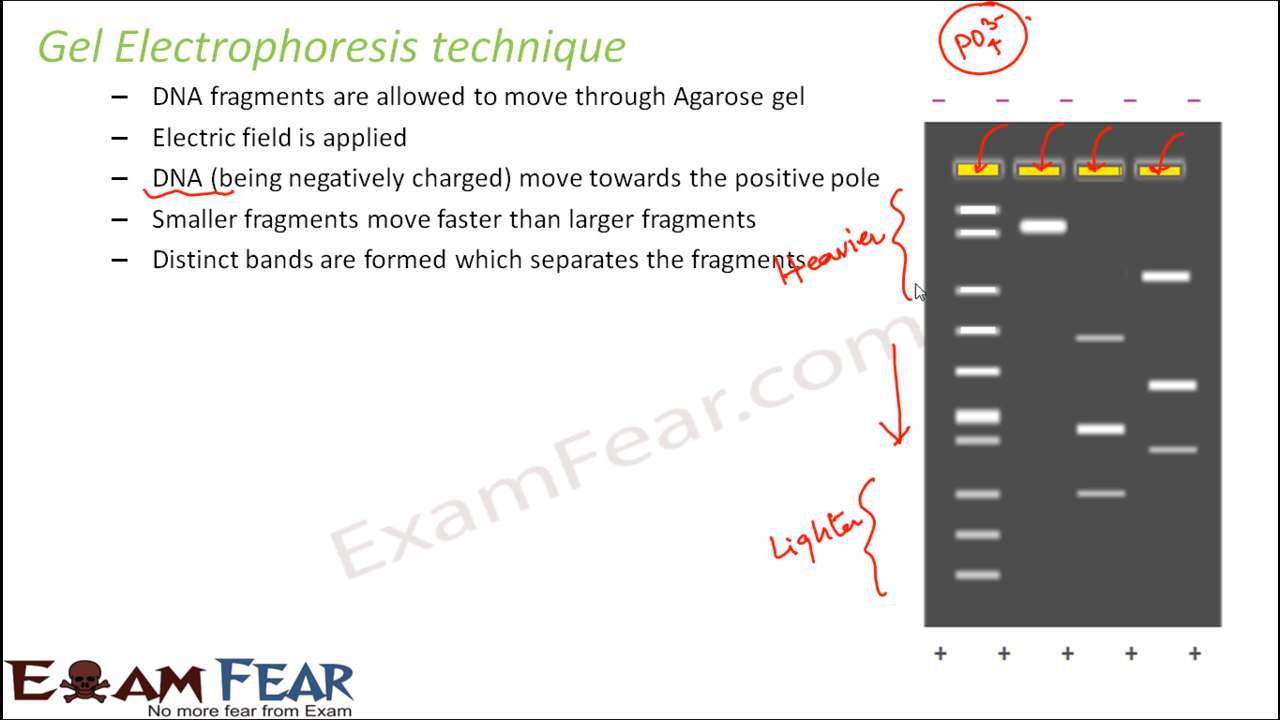 Gel Electrophoresis technique
PO₄³⁻
– DNA fragments are allowed to move through Agarose gel
– – – – –
– Electric field is applied
– DNA (being negatively charged) move towards the positive pole
– Smaller fragments move faster than larger fragments
– Distinct bands are formed which separates the fragments
Heavier
ExamFear.com
Lighter
+ + + + +
EXAM FEAR
No more fear from Exam